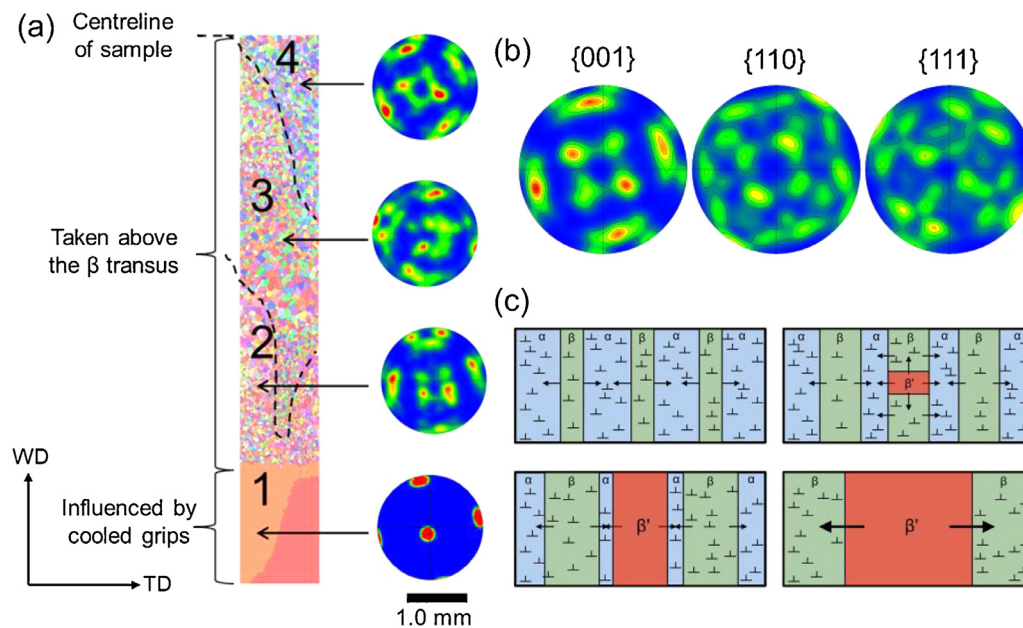 (a)
Centreline
of sample
4
3
Taken above
the β transus
2
WD
1
Influenced by
cooled grips
TD
1.0 mm
(b)
{001} {110} {111}
(c)
α β α β α
α β α β α β α
β'
α β α β' α β α
β β' β